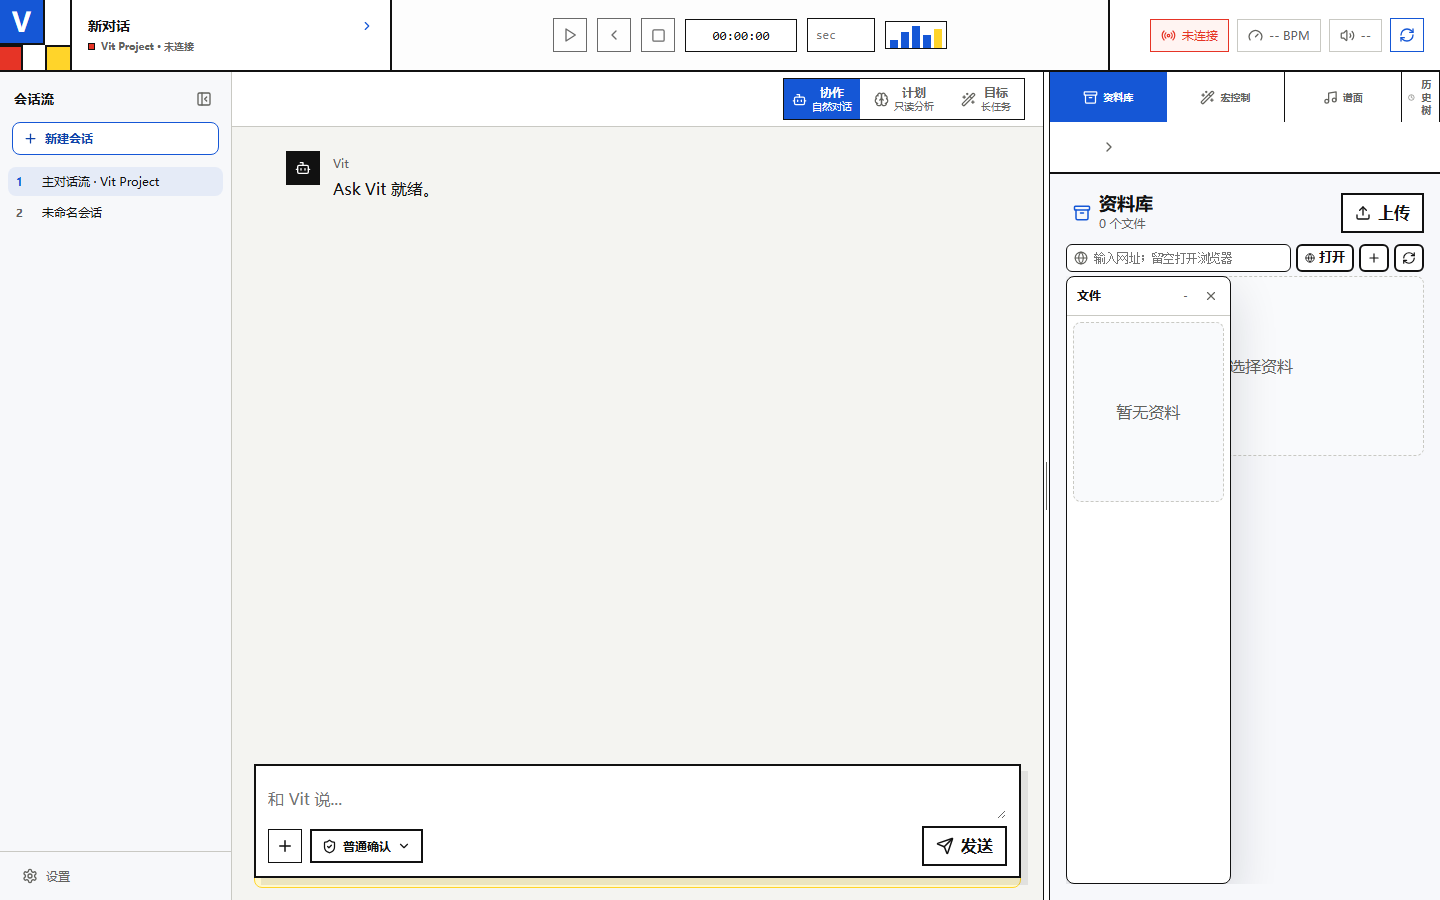 V
新对话
Vit Project • 未连接
00:00:00
sec
未连接
-- BPM
--
会话流
新建会话
1 主对话流 · Vit Project
2 未命名会话
设置
协作
自然对话
计划
只读分析
目标
长任务
Vit
Ask Vit 就绪。
和 Vit 说...
普通确认
发送
资料库
宏控制
谱面
历史树
资料库
0 个文件
上传
输入网址；留空打开浏览器
打开
文件
-
暂无资料
选择资料